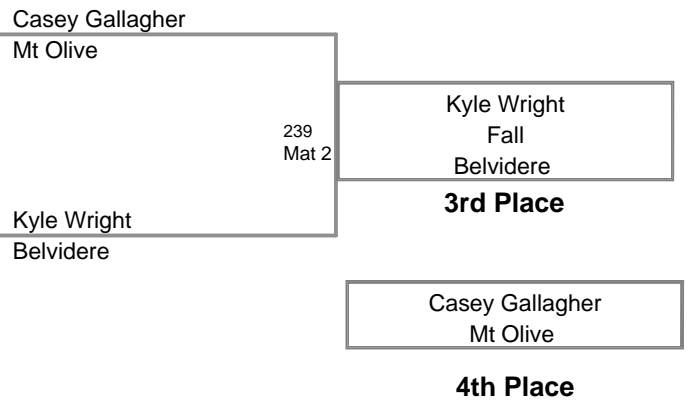 Casey Gallagher
Mt Olive
Kyle Wright
Fall
Belvidere
239
Mat 2
3rd Place
Kyle Wright
Belvidere
Casey Gallagher
Mt Olive
4th Place